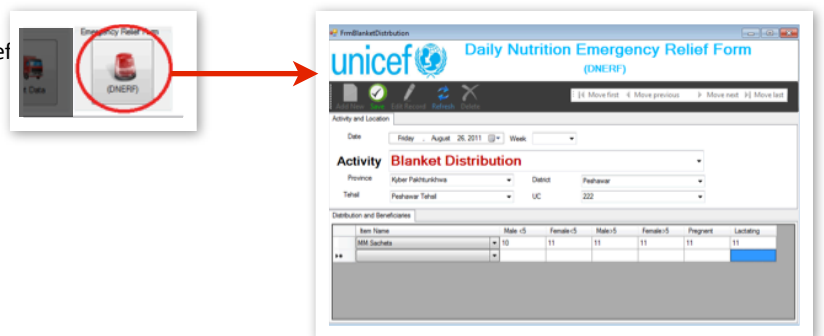 ef
Emergency Relief Form
t Data
(DNERF)
FrmBlanketDistrbution
unicef
Daily Nutrition Emergency Relief Form
(DNERF)
Add New Save Edit Record Refresh Delete
Move first Move previous Move next Move last
Activity and Location
Date Friday , August 26, 2011 Week
Activity Blanket Distribution
Province Kyber Pakhtunkhwa District Peshawar
Tehsil Peshawar Tehsil UC 222
Distribution and Beneficiaries
Item Name Male <5 Female<5 Male>5 Female>5 Pregnent Lactating
MM Sachets 10 11 11 11 11 11